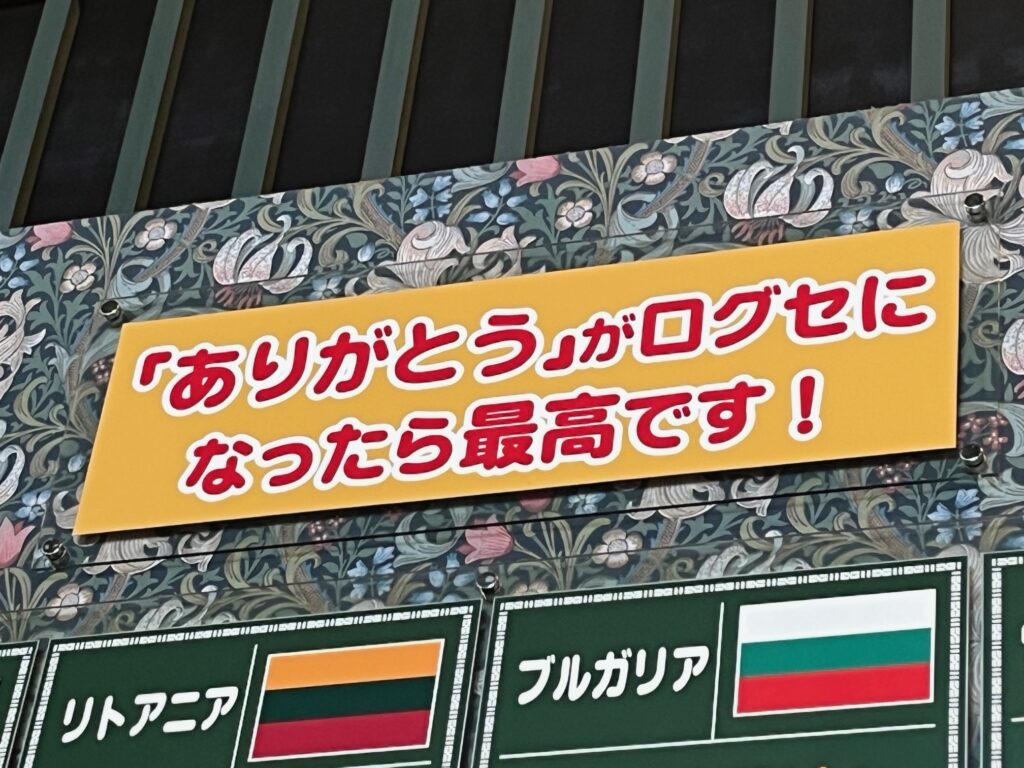 「ありがとう」が口グセに
なったら最高です！
リトアニア
ブルガリア